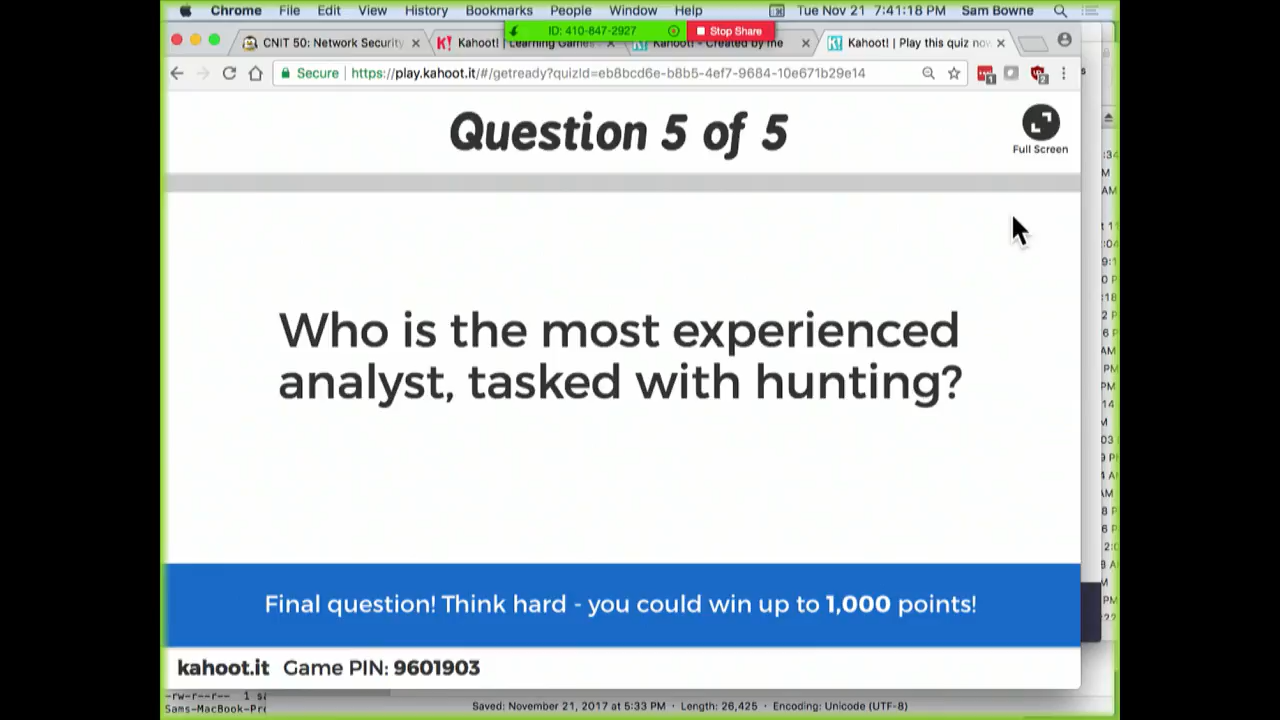 Chrome File Edit View History Bookmarks People Window Help Tue Nov 21 7:41:18 PM Sam Bowne
ID: 410-847-2927 Stop Share
CNIT 50: Network Security Kahoot! | Learning Games Kahoot! - Created by me Kahoot! | Play this quiz now
Secure https://play.kahoot.it/#/getready?quizId=eb8bcd6e-b8b5-4ef7-9684-10e671b29e14
Question 5 of 5
Full Screen
Who is the most experienced
analyst, tasked with hunting?
Final question! Think hard - you could win up to 1,000 points!
kahoot.it Game PIN: 9601903
-rw-r--r-- 1
Sams-MacBook-Pr
Saved: November 21, 2017 at 5:33 PM · Length: 26,425 · Encoding: Unicode (UTF-8)